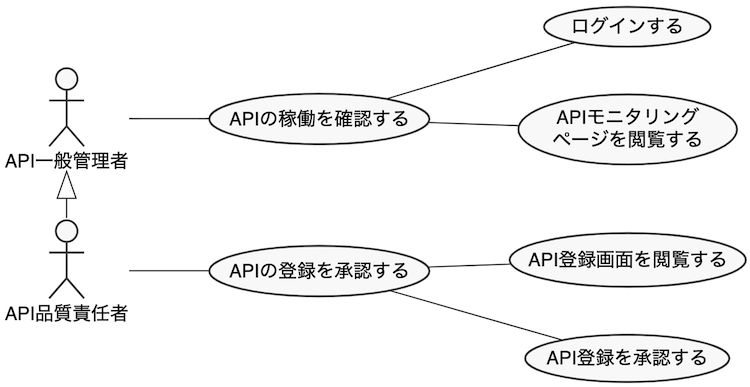 ログインする
APIの稼働を確認する
APIモニタリング
ページを閲覧する
API一般管理者
APIの登録を承認する
API登録画面を閲覧する
API品質責任者
API登録を承認する